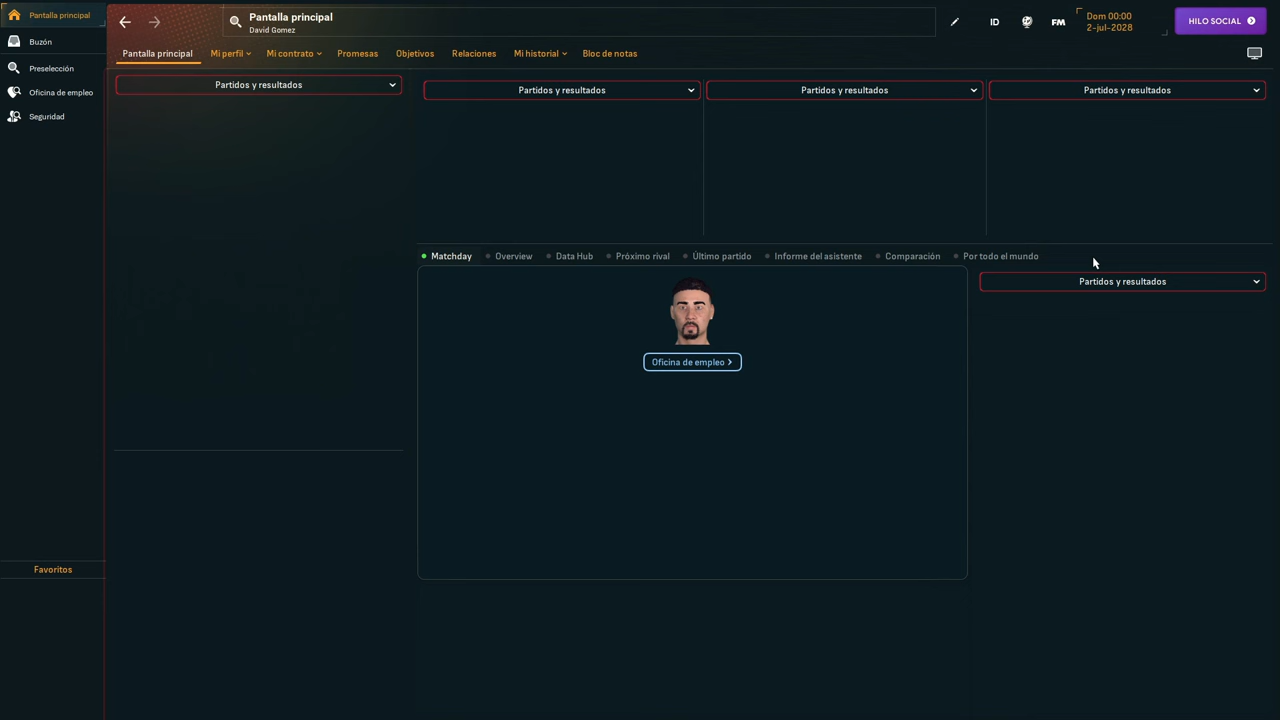 Pantalla principal
Buzón
Preselección
Oficina de empleo
Seguridad
Favoritos
Pantalla principal
David Gomez
ID
FM
Dom 00:00
2-jul-2028
HILO SOCIAL
Pantalla principal
Mi perfil
Mi contrato
Promesas
Objetivos
Relaciones
Mi historial
Bloc de notas
Partidos y resultados
Partidos y resultados
Partidos y resultados
Partidos y resultados
Matchday
Overview
Data Hub
Próximo rival
Último partido
Informe del asistente
Comparación
Por todo el mundo
Oficina de empleo
Partidos y resultados